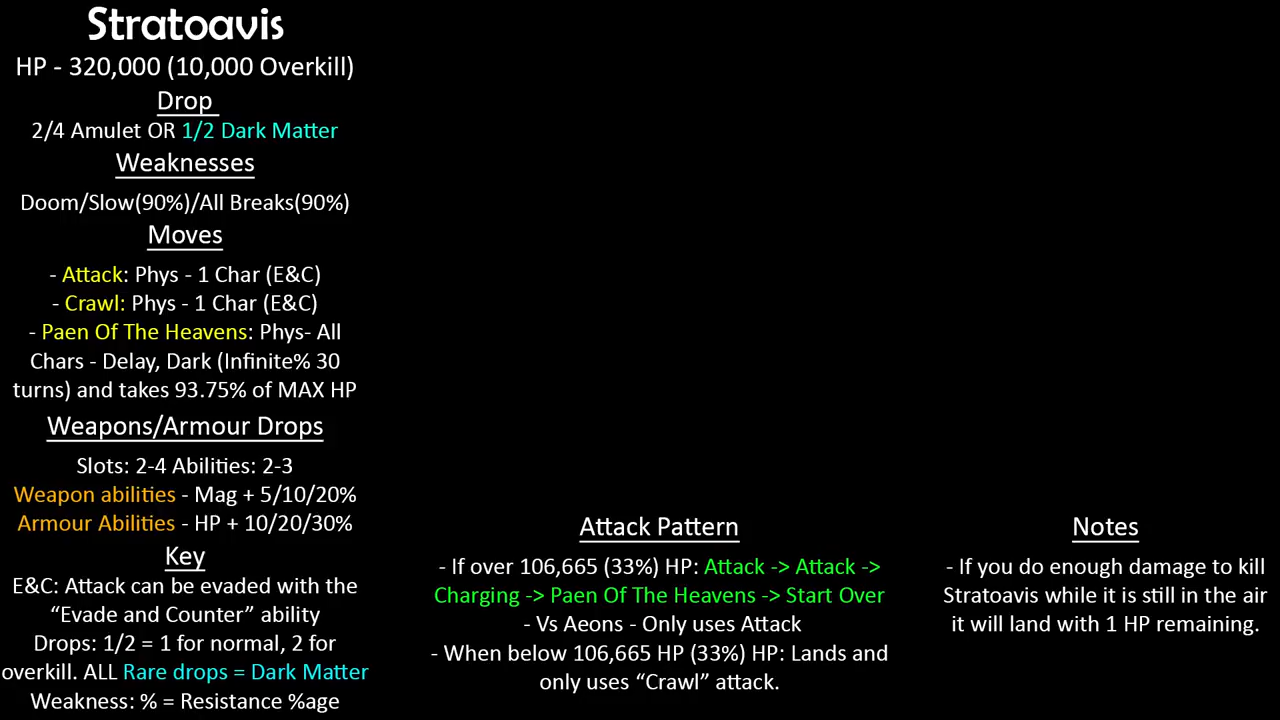 Stratoavis
HP - 320,000 (10,000 Overkill)
Drop
2/4 Amulet OR 1/2 Dark Matter
Weaknesses
Doom/Slow(90%)/All Breaks(90%)
Moves
- Attack: Phys - 1 Char (E&C)
- Crawl: Phys - 1 Char (E&C)
- Paen Of The Heavens: Phys- All
Chars - Delay, Dark (Infinite% 30
turns) and takes 93.75% of MAX HP
Weapons/Armour Drops
Slots: 2-4 Abilities: 2-3
Weapon abilities - Mag + 5/10/20%
Armour Abilities - HP + 10/20/30%
Key
E&C: Attack can be evaded with the
“Evade and Counter” ability
Drops: 1/2 = 1 for normal, 2 for
overkill. ALL Rare drops = Dark Matter
Weakness: % = Resistance %age
Attack Pattern
- If over 106,665 (33%) HP: Attack -> Attack ->
Charging -> Paen Of The Heavens -> Start Over
- Vs Aeons - Only uses Attack
- When below 106,665 HP (33%) HP: Lands and
only uses “Crawl” attack.
Notes
- If you do enough damage to kill
Stratoavis while it is still in the air
it will land with 1 HP remaining.